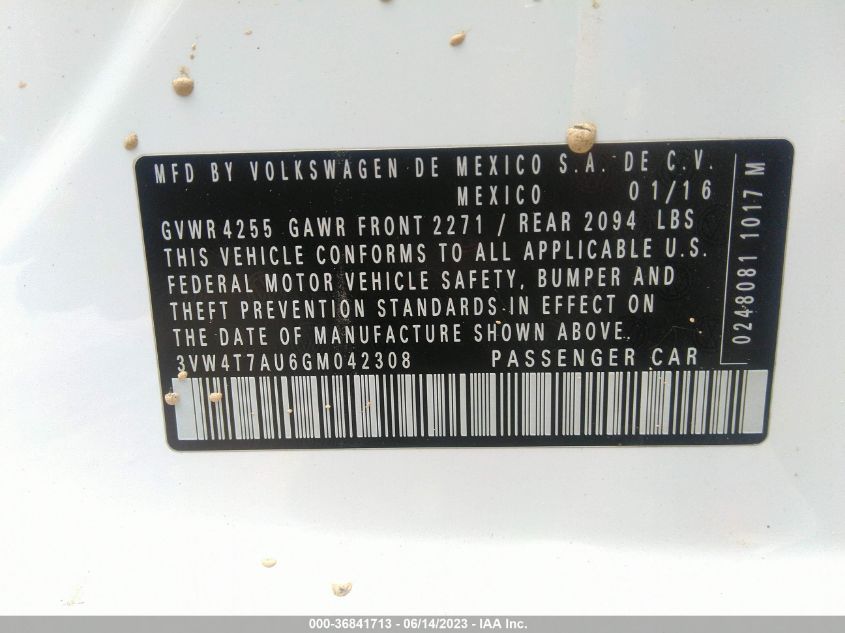 MFD BY VOLKSWAGEN DE MEXICO S.A. DE C.V.
MEXICO 01/16
GVWR 4255 GAWR FRONT 2271 / REAR 2094 LBS
THIS VEHICLE CONFORMS TO ALL APPLICABLE U.S.
FEDERAL MOTOR VEHICLE SAFETY, BUMPER AND
THEFT PREVENTION STANDARDS IN EFFECT ON
THE DATE OF MANUFACTURE SHOWN ABOVE.
3VW4T7AU6GM042308 PASSENGER CAR
0248081 1017 M
000-36841713 - 06/14/2023 - IAA Inc.